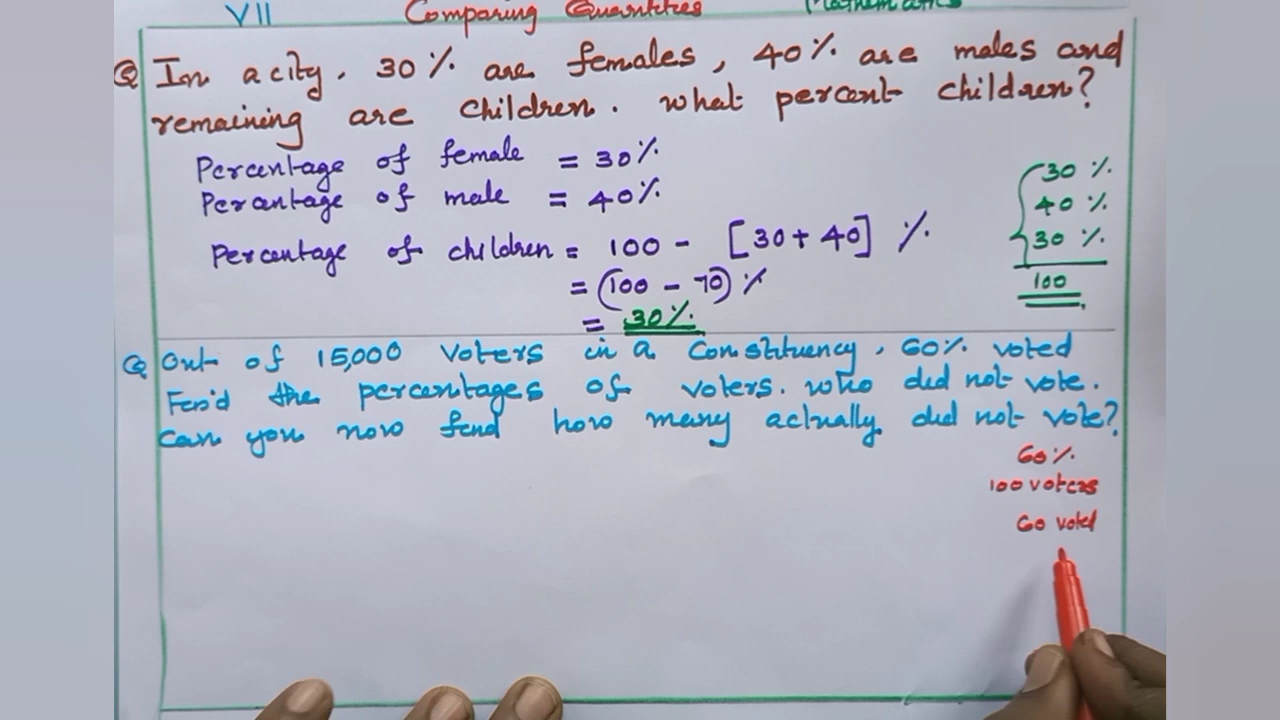 VII Comparing Quantities Mathematics
Q In a city, 30% are females, 40% are males and
remaining are children. What percent children?
Percentage of female = 30%
Percentage of male = 40%
Percentage of children = 100 - [30+40] %
= (100 - 70) %
= 30%
30 %
40 %
30 %
100
Q Out of 15,000 voters in a constituency, 60% voted
Find the percentages of voters. who did not vote.
Can you now find how many actually did not vote?
60%
100 voters
60 voted